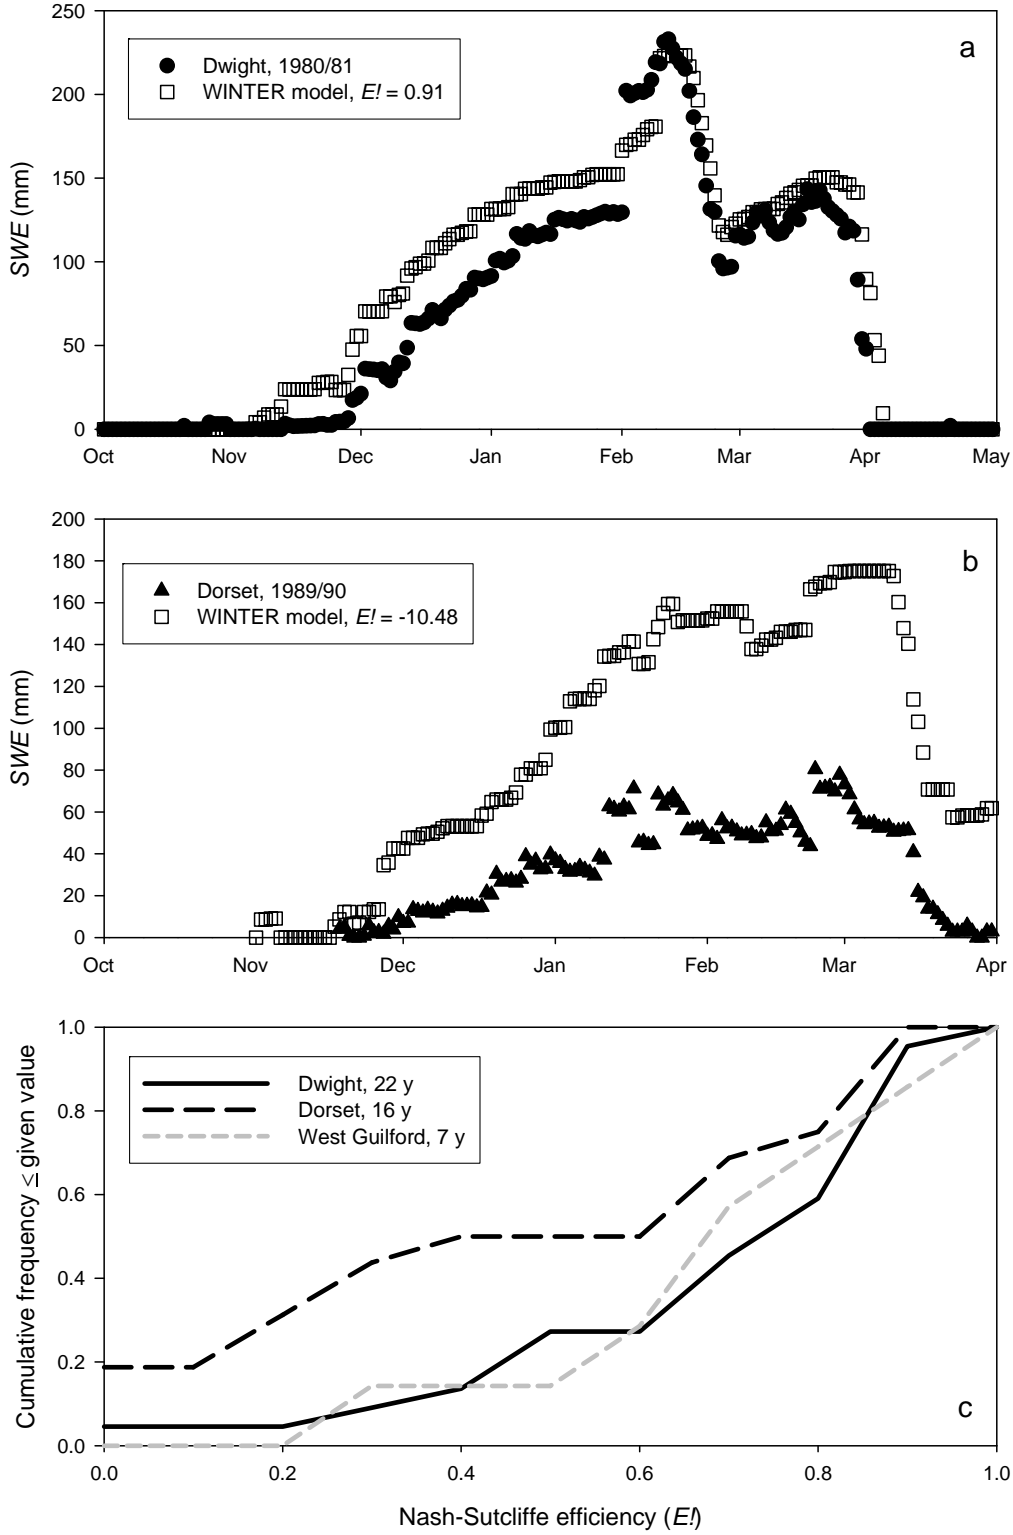 250
200
150
100
50
0
SWE (mm)
a
Dwight, 1980/81
WINTER model, E! = 0.91
Oct Nov Dec Jan Feb Mar Apr May
200
180
160
140
120
100
80
60
40
20
0
SWE (mm)
b
Dorset, 1989/90
WINTER model, E! = -10.48
Oct Nov Dec Jan Feb Mar Apr
1.0
0.8
0.6
0.4
0.2
0.0
Cumulative frequency ≤ given value
Dwight, 22 y
Dorset, 16 y
West Guilford, 7 y
c
0.0 0.2 0.4 0.6 0.8 1.0
Nash-Sutcliffe efficiency (E!)